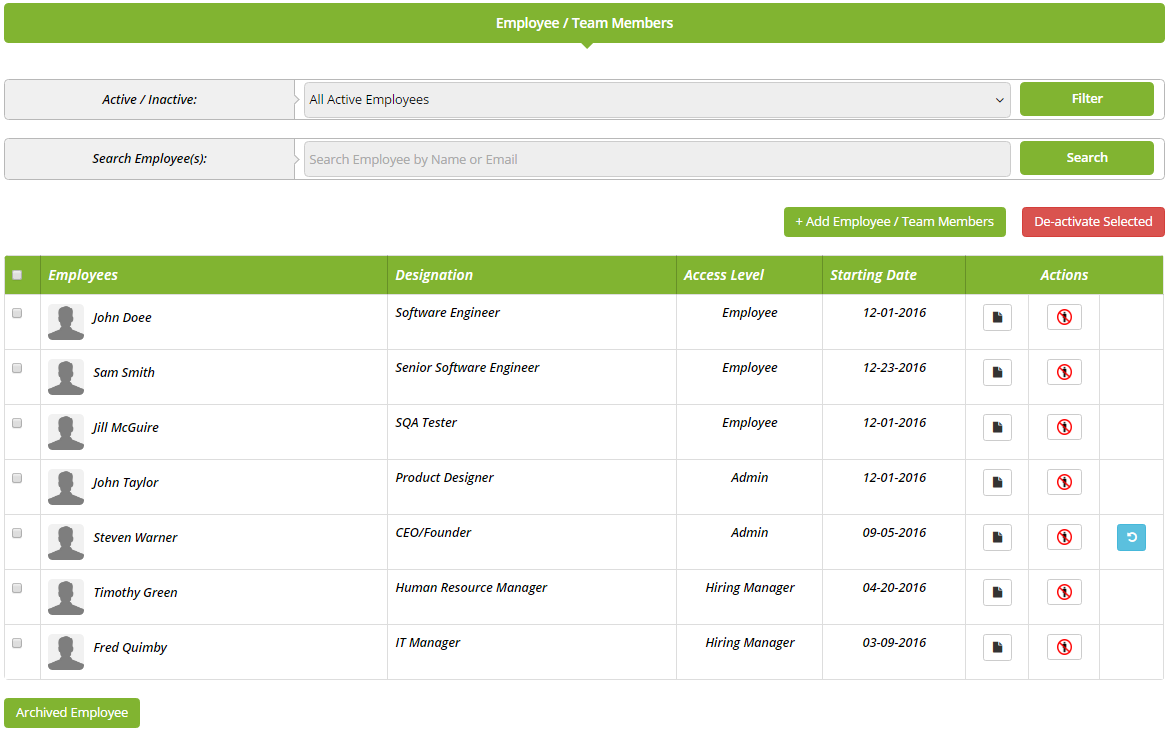 Employee / Team Members
Active / Inactive: All Active Employees Filter
Search Employee(s): Search Employee by Name or Email Search
+ Add Employee / Team Members De-activate Selected
Employees Designation Access Level Starting Date Actions
John Doee Software Engineer Employee 12-01-2016
Sam Smith Senior Software Engineer Employee 12-23-2016
Jill McGuire SQA Tester Employee 12-01-2016
John Taylor Product Designer Admin 12-01-2016
Steven Warner CEO/Founder Admin 09-05-2016
Timothy Green Human Resource Manager Hiring Manager 04-20-2016
Fred Quimby IT Manager Hiring Manager 03-09-2016
Archived Employee